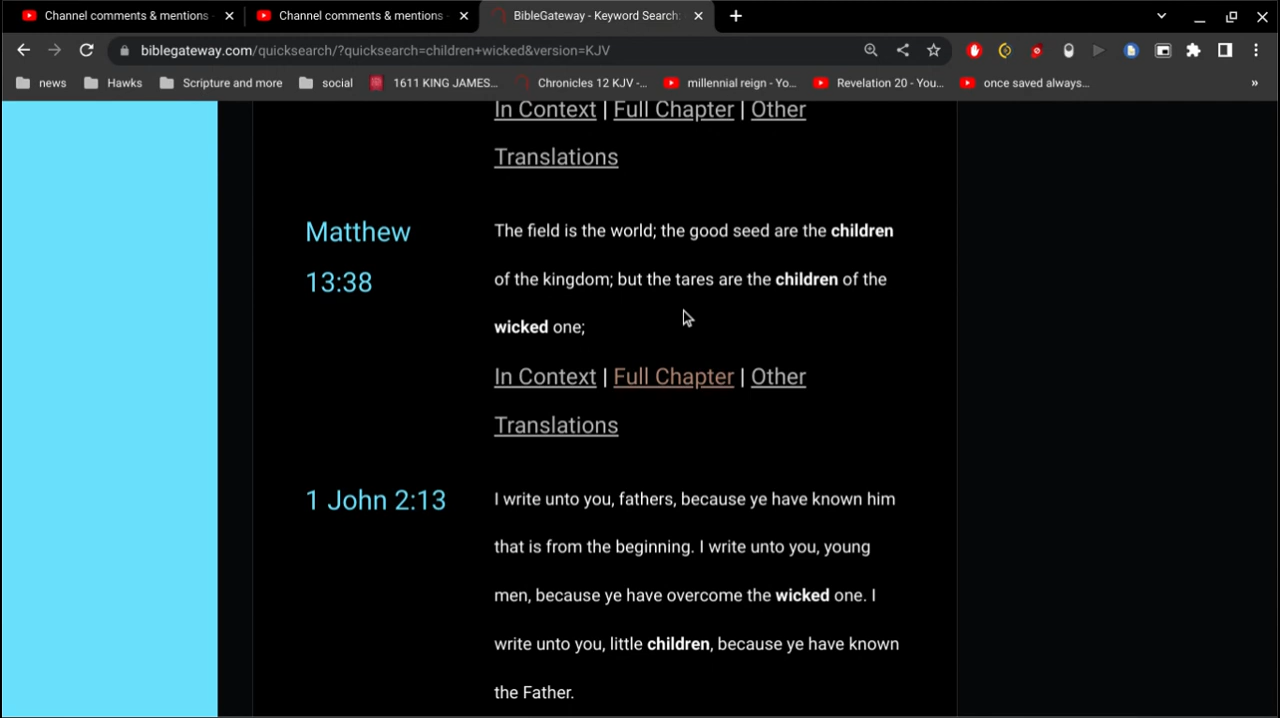 Channel comments & mentions
Channel comments & mentions
BibleGateway - Keyword Search:
biblegateway.com/quicksearch/?quicksearch=children+wicked&version=KJV
news
Hawks
Scripture and more
social
1611 KING JAMES...
Chronicles 12 KJV -...
millennial reign - Yo...
Revelation 20 - You...
once saved always...
»
In Context | Full Chapter | Other
Translations
Matthew
13:38
The field is the world; the good seed are the children
of the kingdom; but the tares are the children of the
wicked one;
In Context | Full Chapter | Other
Translations
1 John 2:13
I write unto you, fathers, because ye have known him
that is from the beginning. I write unto you, young
men, because ye have overcome the wicked one. I
write unto you, little children, because ye have known
the Father.